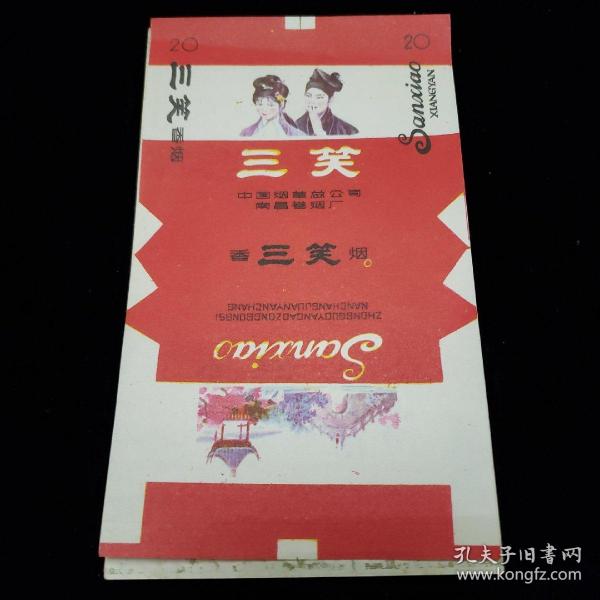 20
三笑香烟
20
Sanxiao
XIANGYAN
三笑
中国烟草总公司
南昌卷烟厂
香三笑烟
ZHONGGUOYANCAOZONGGONGSI
NANCHANGJUANYANCHANG
Sanxiao
孔夫子旧书网
www.kongfz.com